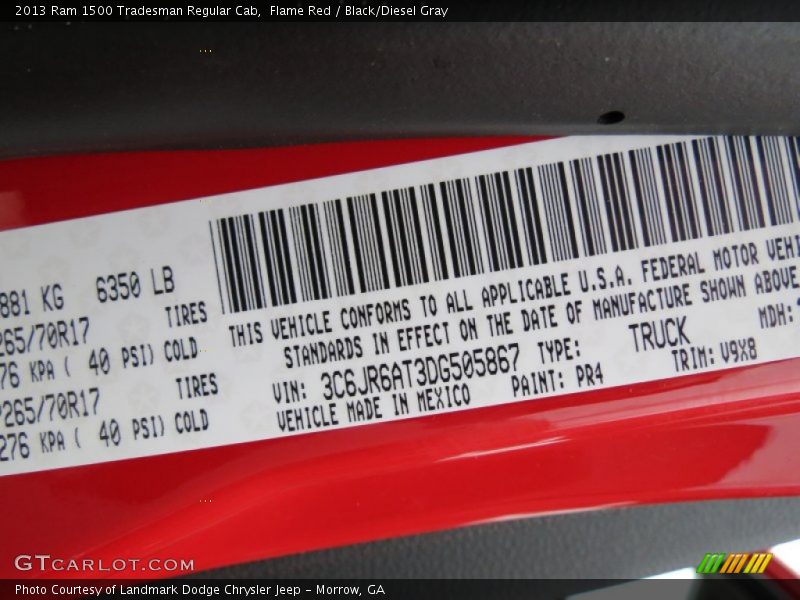 2013 Ram 1500 Tradesman Regular Cab,  Flame Red / Black/Diesel Gray
881 KG 6350 LB
265/70R17 TIRES
76 KPA ( 40 PSI) COLD
P265/70R17 TIRES
276 KPA ( 40 PSI) COLD
THIS VEHICLE CONFORMS TO ALL APPLICABLE U.S.A. FEDERAL MOTOR VEHI
STANDARDS IN EFFECT ON THE DATE OF MANUFACTURE SHOWN ABOVE
VIN: 3C6JR6AT3DG505867 TYPE: TRUCK MDH:
VEHICLE MADE IN MEXICO PAINT: PR4 TRIM: V9X8
GTCARLOT.COM
Photo Courtesy of Landmark Dodge Chrysler Jeep - Morrow, GA